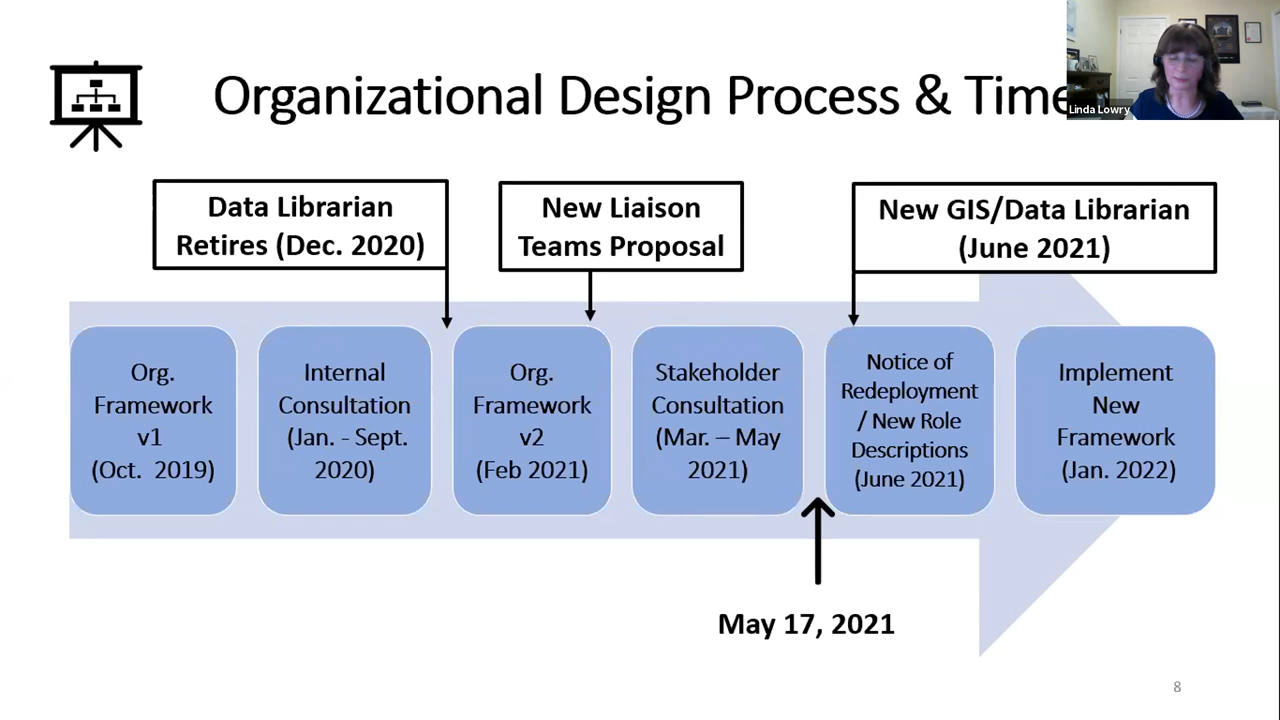 Organizational Design Process & Time
Linda Lowry
Data Librarian
Retires (Dec. 2020)
New Liaison
Teams Proposal
New GIS/Data Librarian
(June 2021)
Org.
Framework
v1
(Oct. 2019)
Internal
Consultation
(Jan. - Sept.
2020)
Org.
Framework
v2
(Feb 2021)
Stakeholder
Consultation
(Mar. – May
2021)
Notice of
Redeployment
/ New Role
Descriptions
(June 2021)
Implement
New
Framework
(Jan. 2022)
May 17, 2021
8